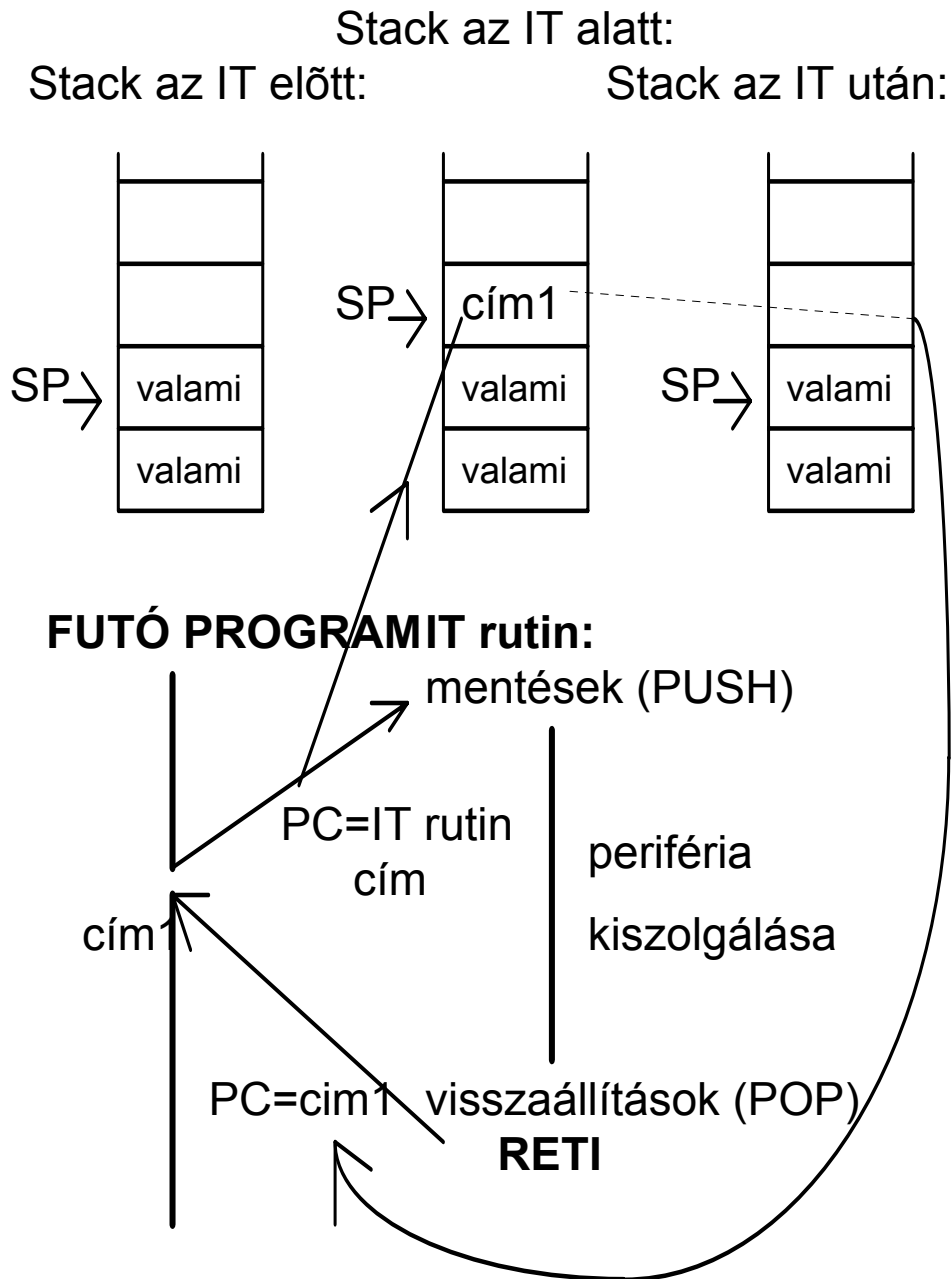 Stack az IT alatt:
Stack az IT elõtt:
Stack az IT után:
SP
cím1
SP
valami
valami
SP
valami
valami
valami
valami
FUTÓ PROGRAM
IT rutin:
mentések (PUSH)
PC=IT rutin
cím
periféria
kiszolgálása
cím1
PC=cim1
visszaállítások (POP)
RETI